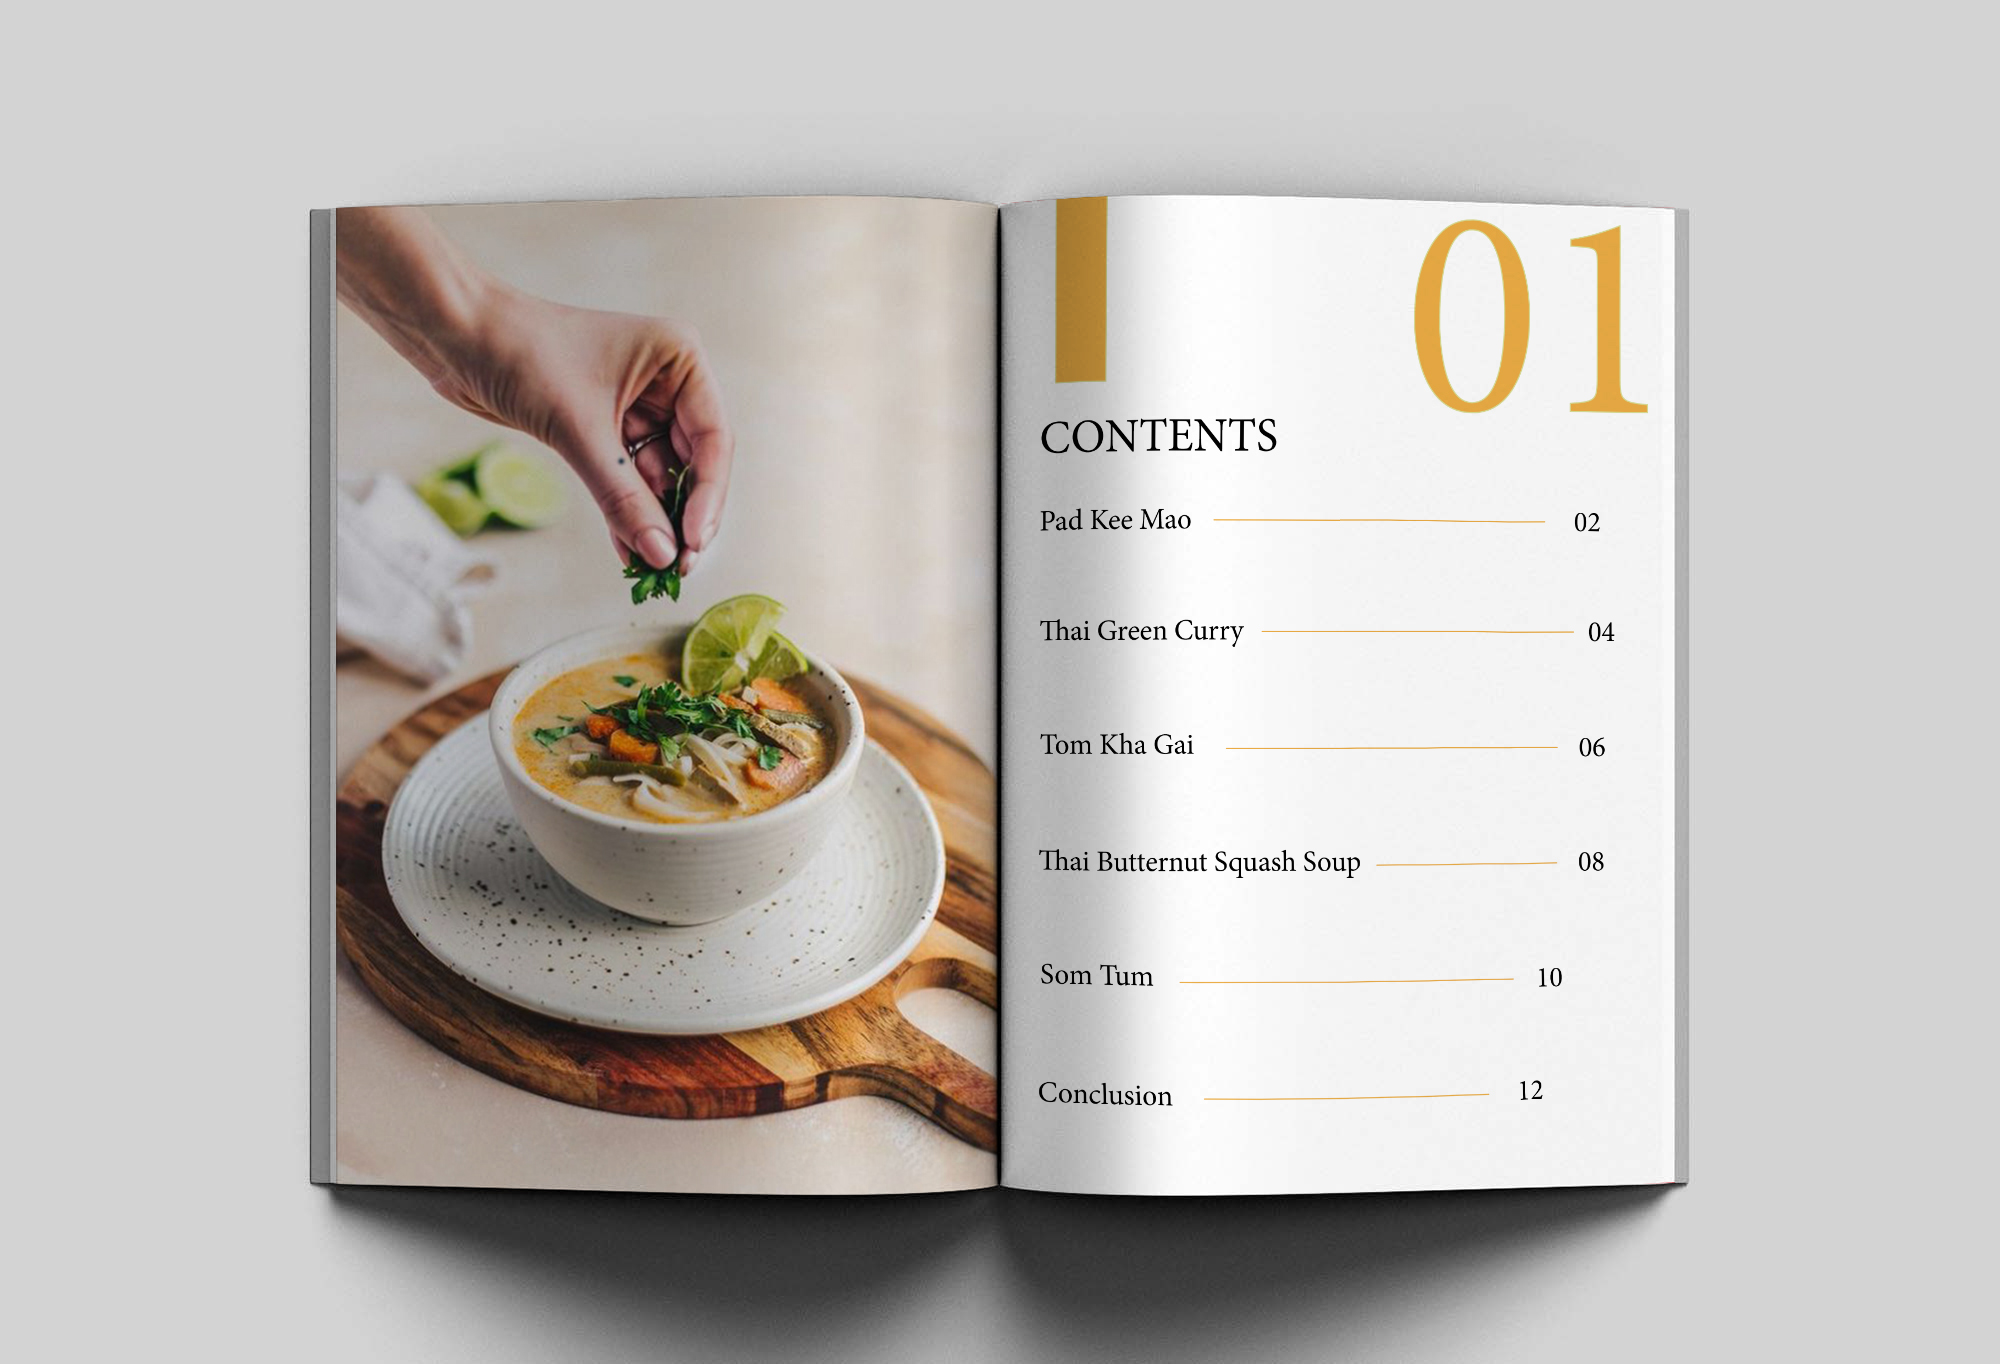 01
CONTENTS
Pad Kee Mao 02
Thai Green Curry 04
Tom Kha Gai 06
Thai Butternut Squash Soup 08
Som Tum 10
Conclusion 12